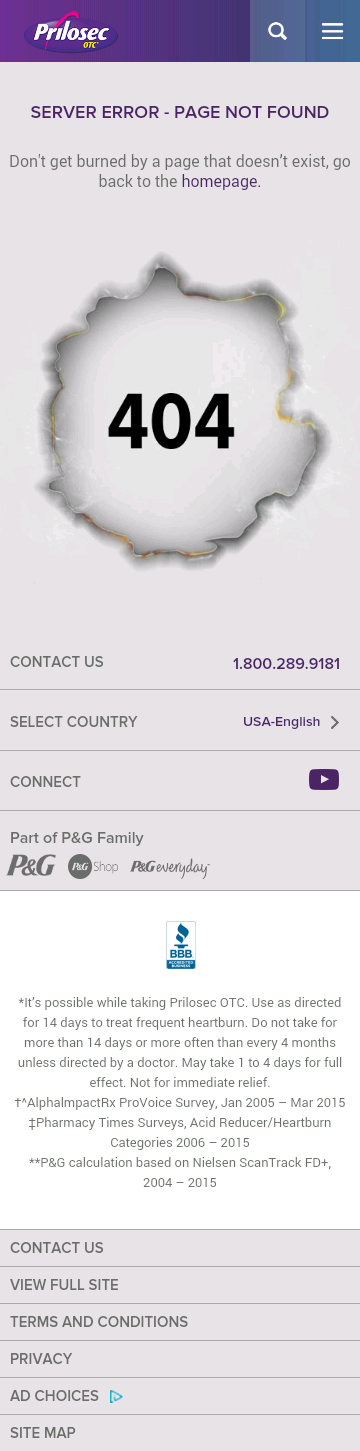 Prilosec
OTC
SERVER ERROR - PAGE NOT FOUND
Don't get burned by a page that doesn't exist, go
back to the homepage.
404
CONTACT US 1.800.289.9181
SELECT COUNTRY USA-English
CONNECT
Part of P&G Family
P&G P&G Shop P&G everyday
BBB
ACCREDITED
BUSINESS
*It's possible while taking Prilosec OTC. Use as directed
for 14 days to treat frequent heartburn. Do not take for
more than 14 days or more often than every 4 months
unless directed by a doctor. May take 1 to 4 days for full
effect. Not for immediate relief.
†^AlphaImpactRx ProVoice Survey, Jan 2005 – Mar 2015
‡Pharmacy Times Surveys, Acid Reducer/Heartburn
Categories 2006 – 2015
**P&G calculation based on Nielsen ScanTrack FD+,
2004 – 2015
CONTACT US
VIEW FULL SITE
TERMS AND CONDITIONS
PRIVACY
AD CHOICES
SITE MAP